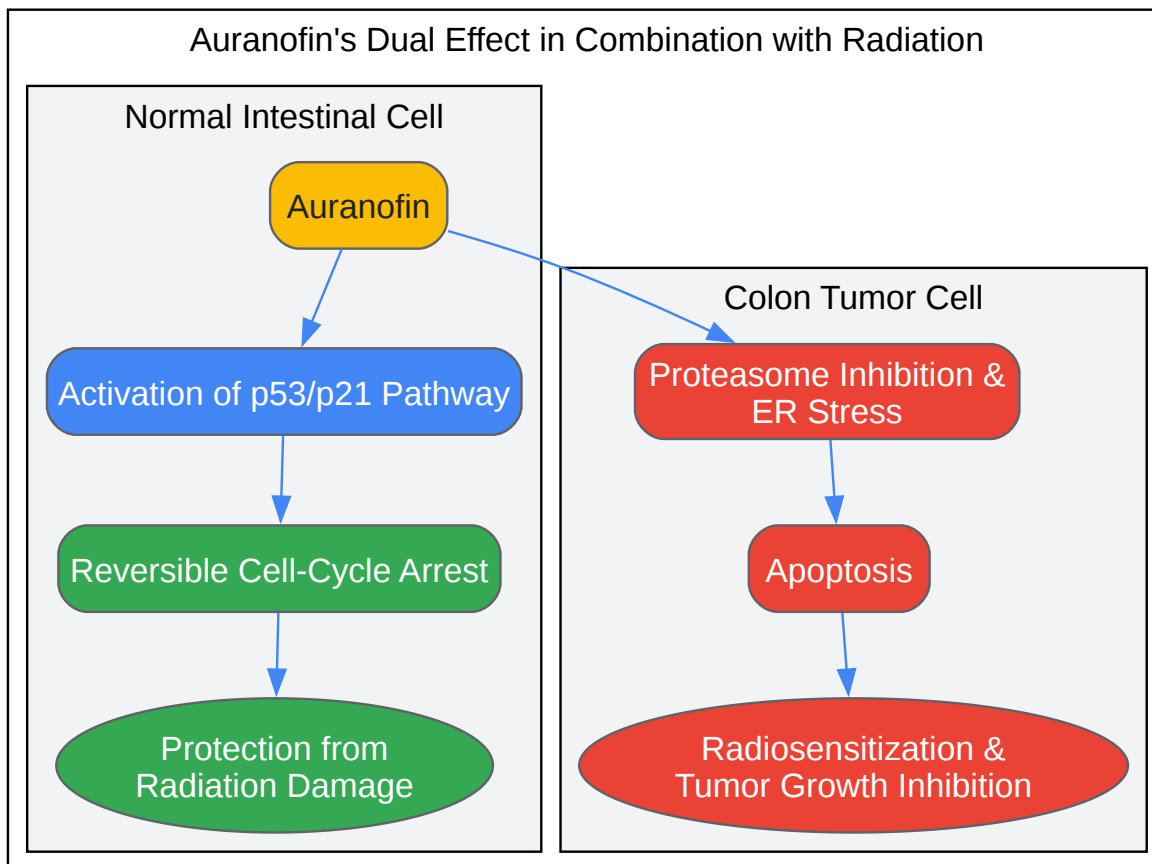 Auranofin's Dual Effect in Combination with Radiation
Normal Intestinal Cell
Auranofin
Activation of p53/p21 Pathway
Reversible Cell-Cycle Arrest
Protection from
Radiation Damage
Colon Tumor Cell
Proteasome Inhibition &
ER Stress
Apoptosis
Radiosensitization &
Tumor Growth Inhibition